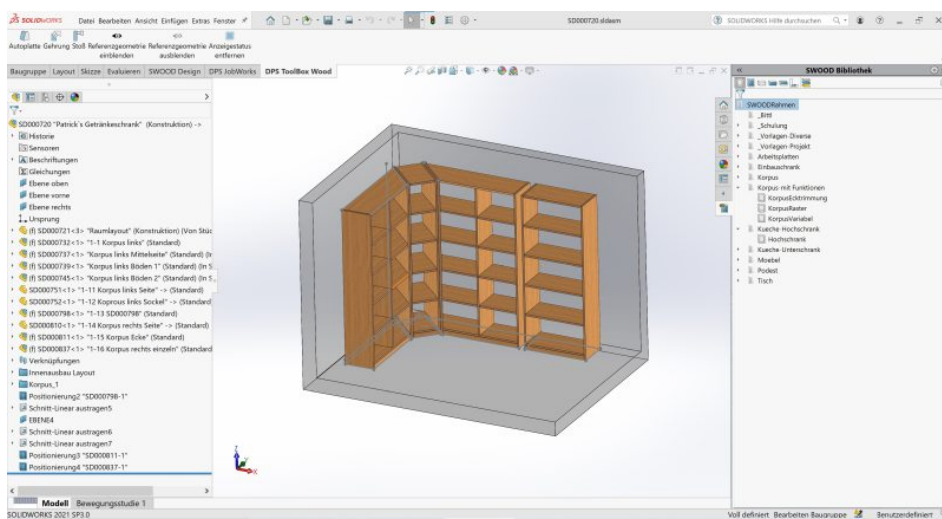 SOLIDWORKS
Datei Bearbeiten Ansicht Einfügen Extras Fenster
SD000720.sldasm
SOLIDWORKS Hilfe durchsuchen
Autoplatte Gehrung Stoß Referenzgeometrie Referenzgeometrie Anzeigestatus
einblenden ausblenden entfernen
Baugruppe Layout Skizze Evaluieren SWOOD Design DPS JobWorks DPS ToolBox Wood
SD000720 "Patrick's Getränkeschrank" (Konstruktion) ->
Historie
Sensoren
Beschriftungen
Gleichungen
Ebene oben
Ebene vorne
Ebene rechts
Ursprung
(f) SD000721<3> "Raumlayout" (Konstruktion) (Von Stüc
(f) SD000732<1> "1-1 Korpus links" (Standard)
(f) SD000737<1> "Korpus links Mittelseite" (Standard) (In
(f) SD000739<1> "Korpus links Böden 1" (Standard) (In S
(f) SD000745<1> "Korpus links Böden 2" (Standard) (In S..
SD000751<1> "1-11 Korpus links Seite" -> (Standard)
SD000752<1> "1-12 Koprous links Sockel" -> (Standard
(f) SD000798<1> "1-13 SD000798" (Standard)
SD000810<1> "1-14 Korpus rechts Seite" -> (Standard)
(f) SD000811<1> "1-15 Korpus Ecke" (Standard)
(f) SD000837<1> "1-16 Korpus rechts einzeln" (Standard
Verknüpfungen
Innenausbau Layout
Korpus_1
Positionierung2 "SD000798-1"
Schnitt-Linear austragen5
EBENE4
Schnitt-Linear austragen6
Schnitt-Linear austragen7
Positionierung3 "SD000811-1"
Positionierung4 "SD000837-1"
Modell Bewegungsstudie 1
SOLIDWORKS 2021 SP3.0
Z
X
SWOOD Bibliothek
SWOODRahmen
_Bittl
_Schulung
_Vorlagen-Diverse
_Vorlagen-Projekt
Arbeitsplatten
Einbauschrank
Korpus
Korpus mit Funktionen
KorpusEcktrimmung
KorpusRaster
KorpusVariabel
Kueche-Hochschrank
Hochschrank
Kueche-Unterschrank
Moebel
Podest
Tisch
Voll definiert Bearbeiten Baugruppe Benutzerdefiniert